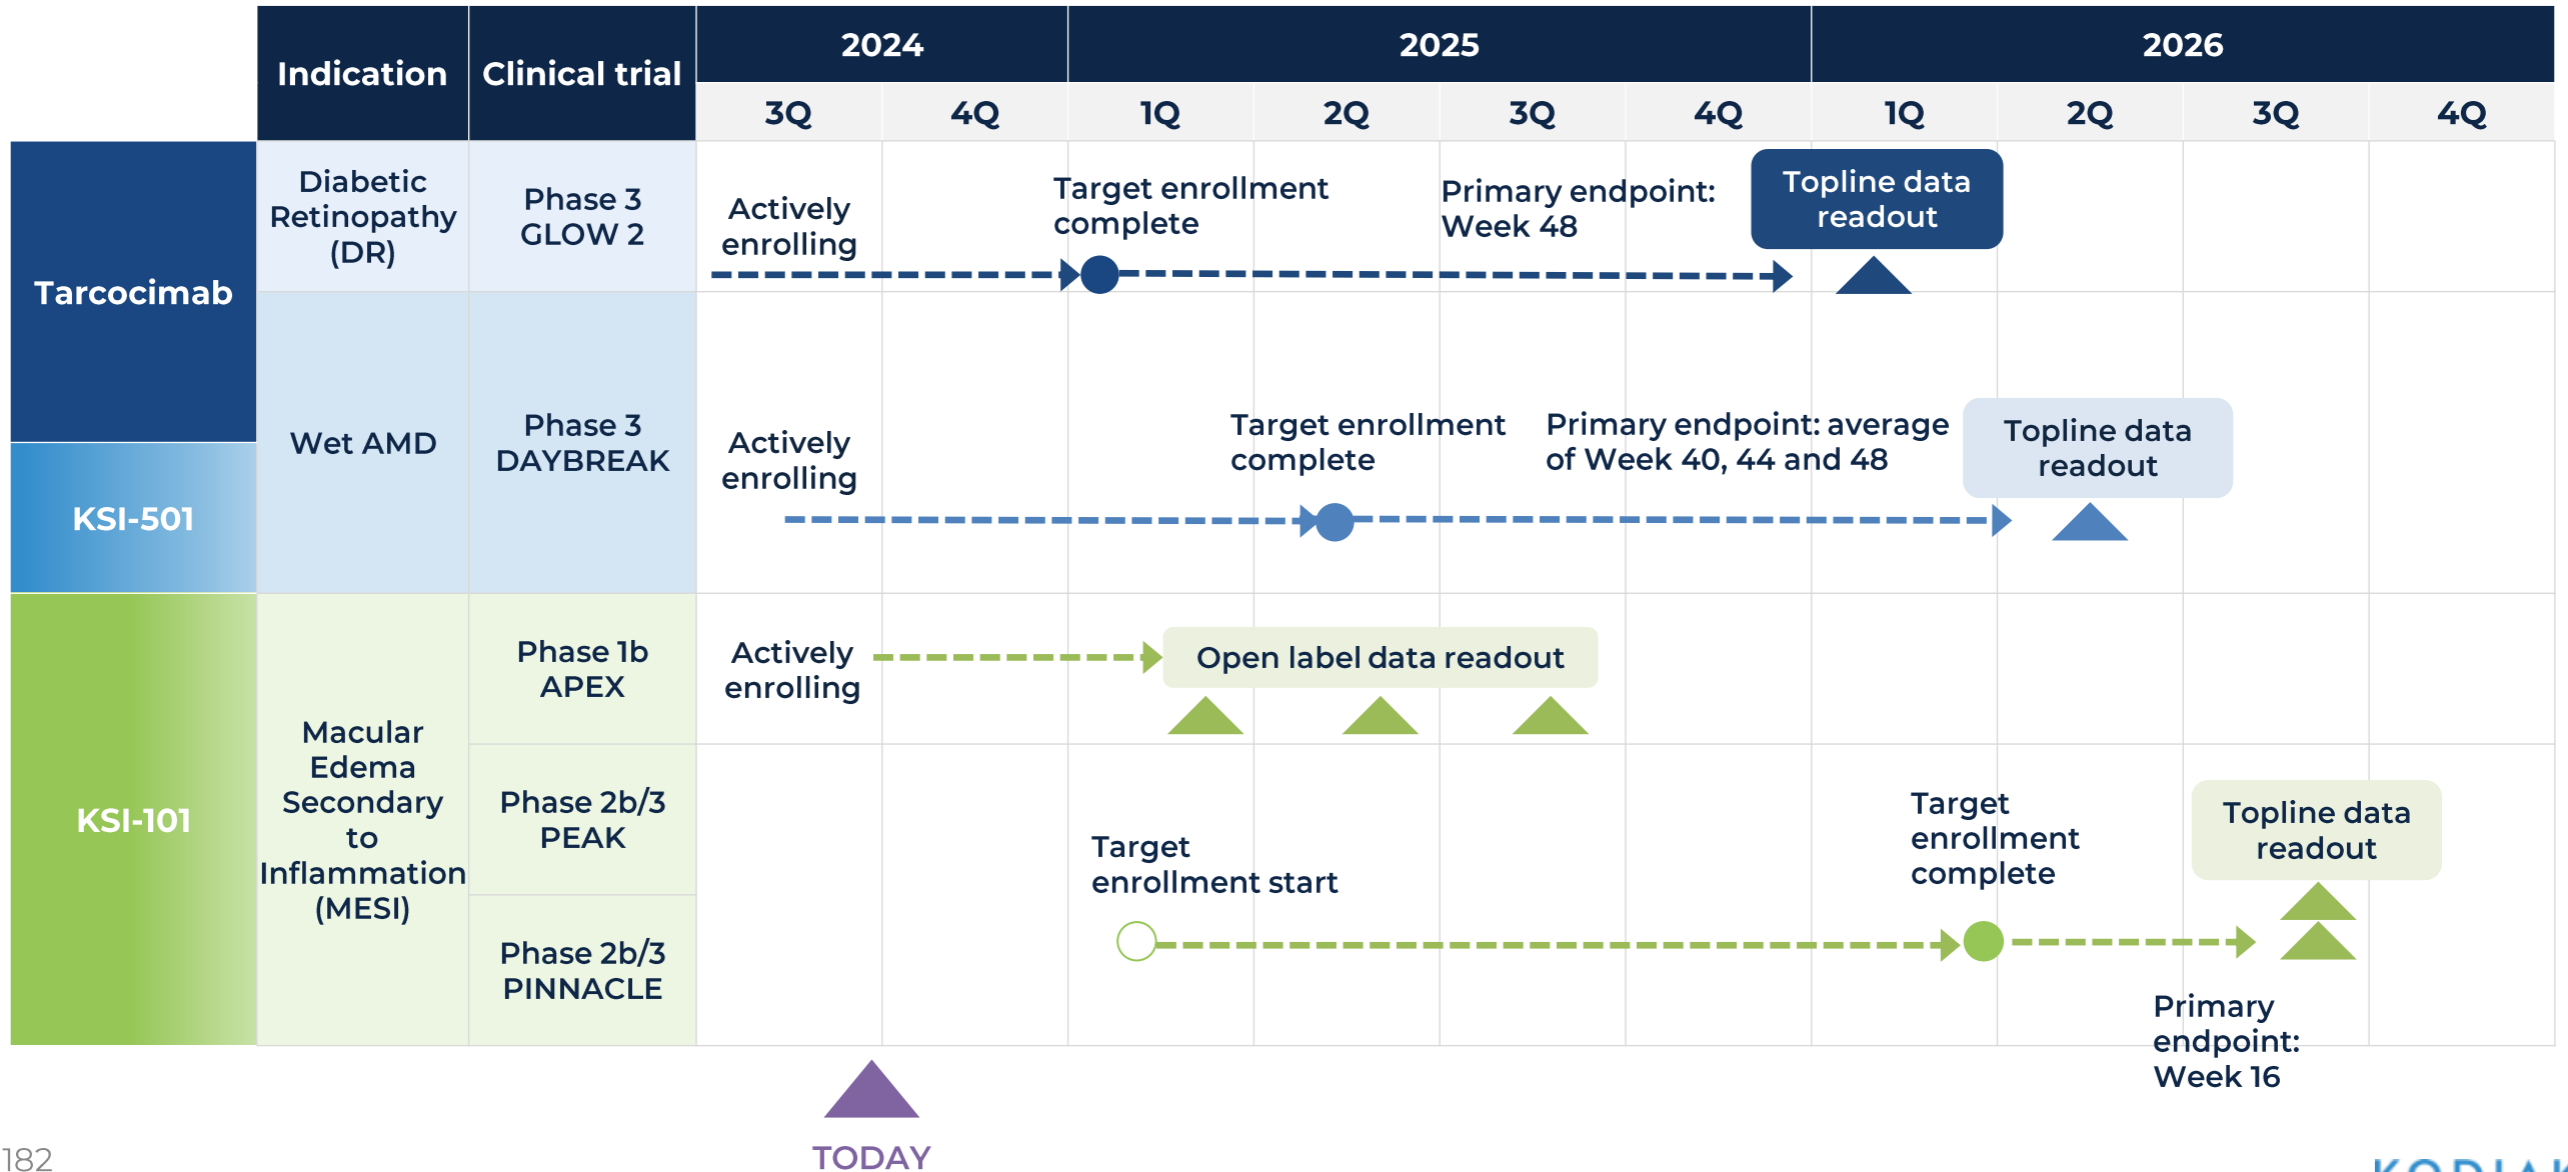 Indication
Clinical trial
2024
2025
2026
3Q
4Q
1Q
2Q
3Q
4Q
1Q
2Q
3Q
4Q
Tarcocimab
Diabetic
Retinopathy
(DR)
Phase 3
GLOW 2
Actively
enrolling
Target enrollment
complete
Primary endpoint:
Week 48
Topline data
readout
KSI-501
Wet AMD
Phase 3
DAYBREAK
Actively
enrolling
Target enrollment
complete
Primary endpoint: average
of Week 40, 44 and 48
Topline data
readout
KSI-101
Macular
Edema
Secondary
to
Inflammation
(MESI)
Phase 1b
APEX
Actively
enrolling
Open label data readout
Phase 2b/3
PEAK
Phase 2b/3
PINNACLE
Target
enrollment start
Target
enrollment
complete
Topline data
readout
Primary
endpoint:
Week 16
TODAY
182
KODIAK